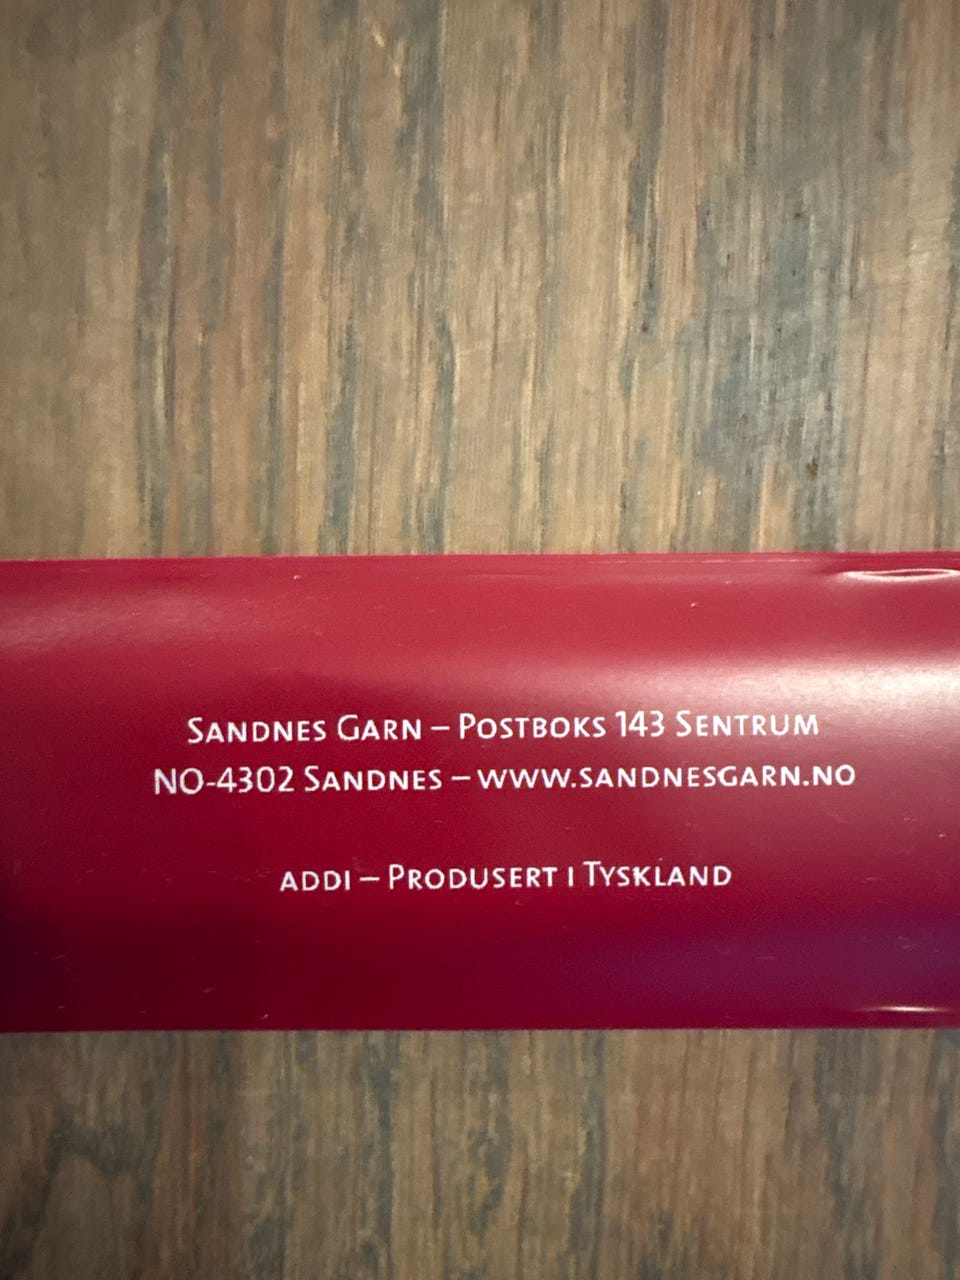 Sandnes Garn – Postboks 143 Sentrum
NO-4302 Sandnes – www.sandnesgarn.no
addi – Produsert i Tyskland